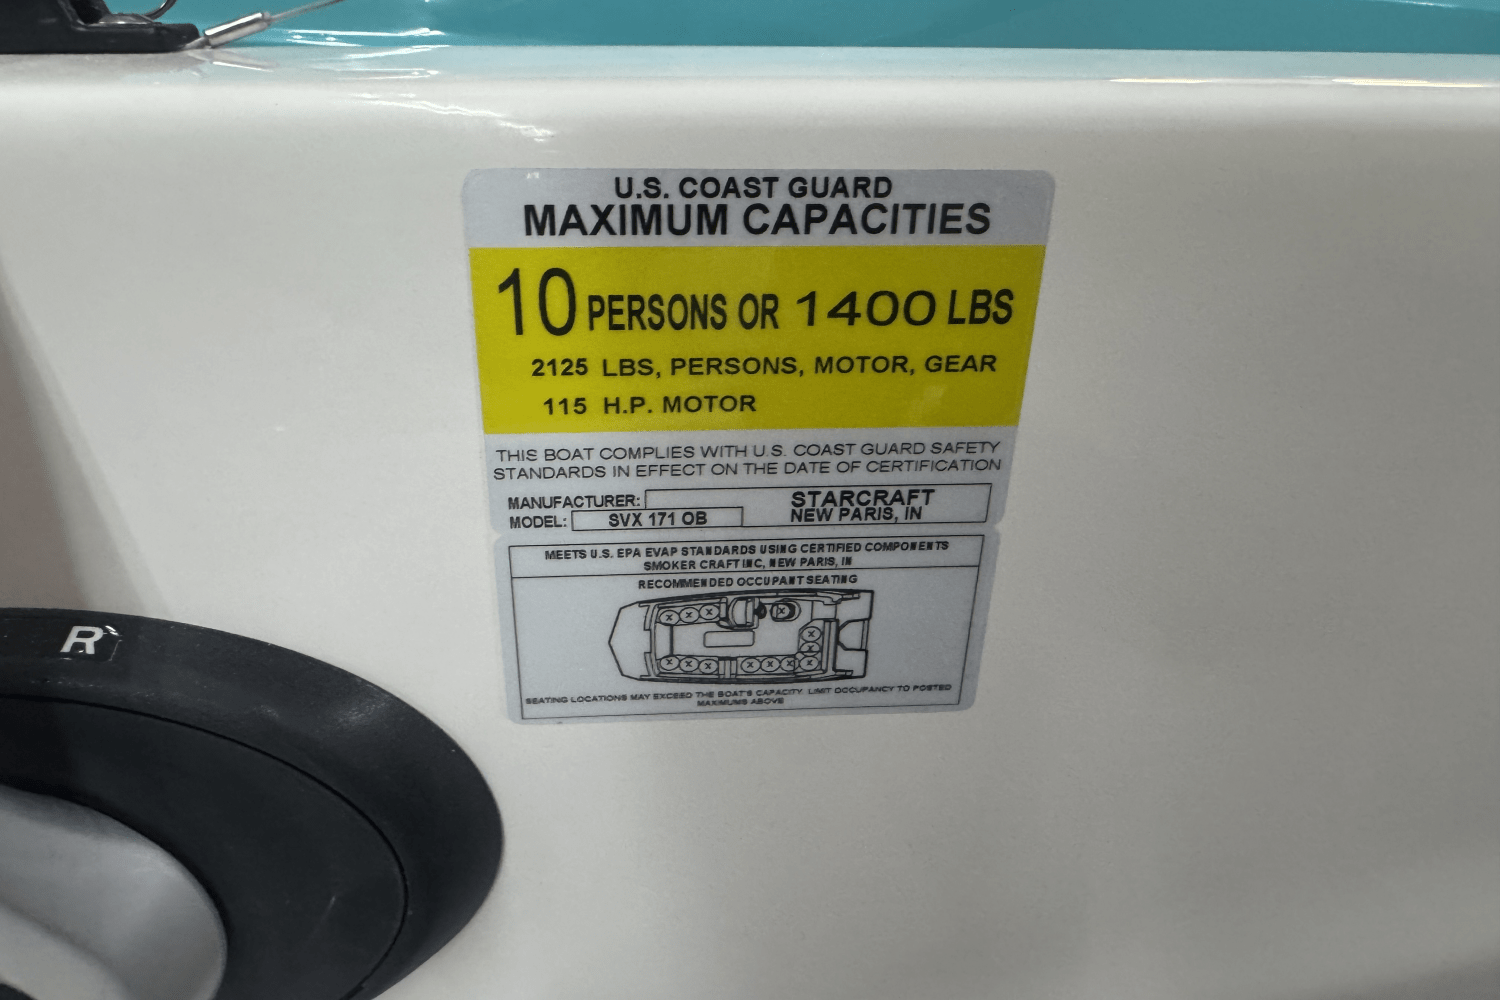 U.S. COAST GUARD
MAXIMUM CAPACITIES
10 PERSONS OR 1400 LBS
2125 LBS, PERSONS, MOTOR, GEAR
115 H.P. MOTOR
THIS BOAT COMPLIES WITH U.S. COAST GUARD SAFETY
STANDARDS IN EFFECT ON THE DATE OF CERTIFICATION
MANUFACTURER: STARCRAFT
MODEL: SVX 171 OB NEW PARIS, IN
MEETS U.S. EPA EVAP STANDARDS USING CERTIFIED COMPONENTS
SMOKER CRAFT INC, NEW PARIS, IN
RECOMMENDED OCCUPANT SEATING
SEATING LOCATIONS MAY EXCEED THE BOAT'S CAPACITY. LIMIT OCCUPANCY TO POSTED
MAXIMUMS ABOVE
R